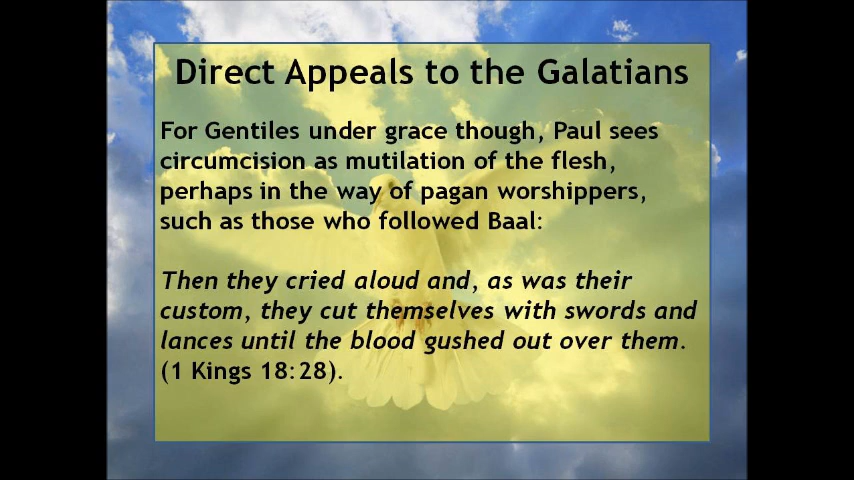 Direct Appeals to the Galatians
For Gentiles under grace though, Paul sees
circumcision as mutilation of the flesh,
perhaps in the way of pagan worshippers,
such as those who followed Baal:
Then they cried aloud and, as was their
custom, they cut themselves with swords and
lances until the blood gushed out over them.
(1 Kings 18:28).